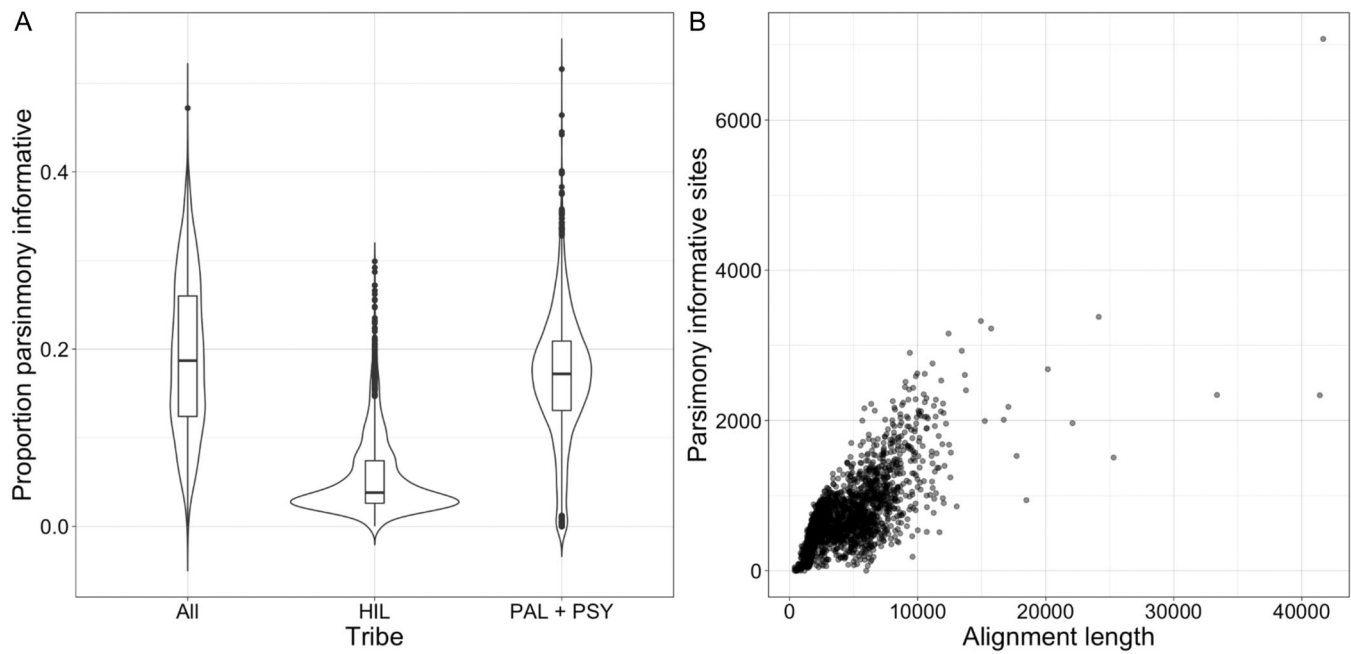 A
Proportion parsinmony informative
0.4
0.2
0.0
All
HIL
PAL + PSY
Tribe
B
Parsimony informative sites
6000
4000
2000
0
0
10000
20000
30000
40000
Alignment length